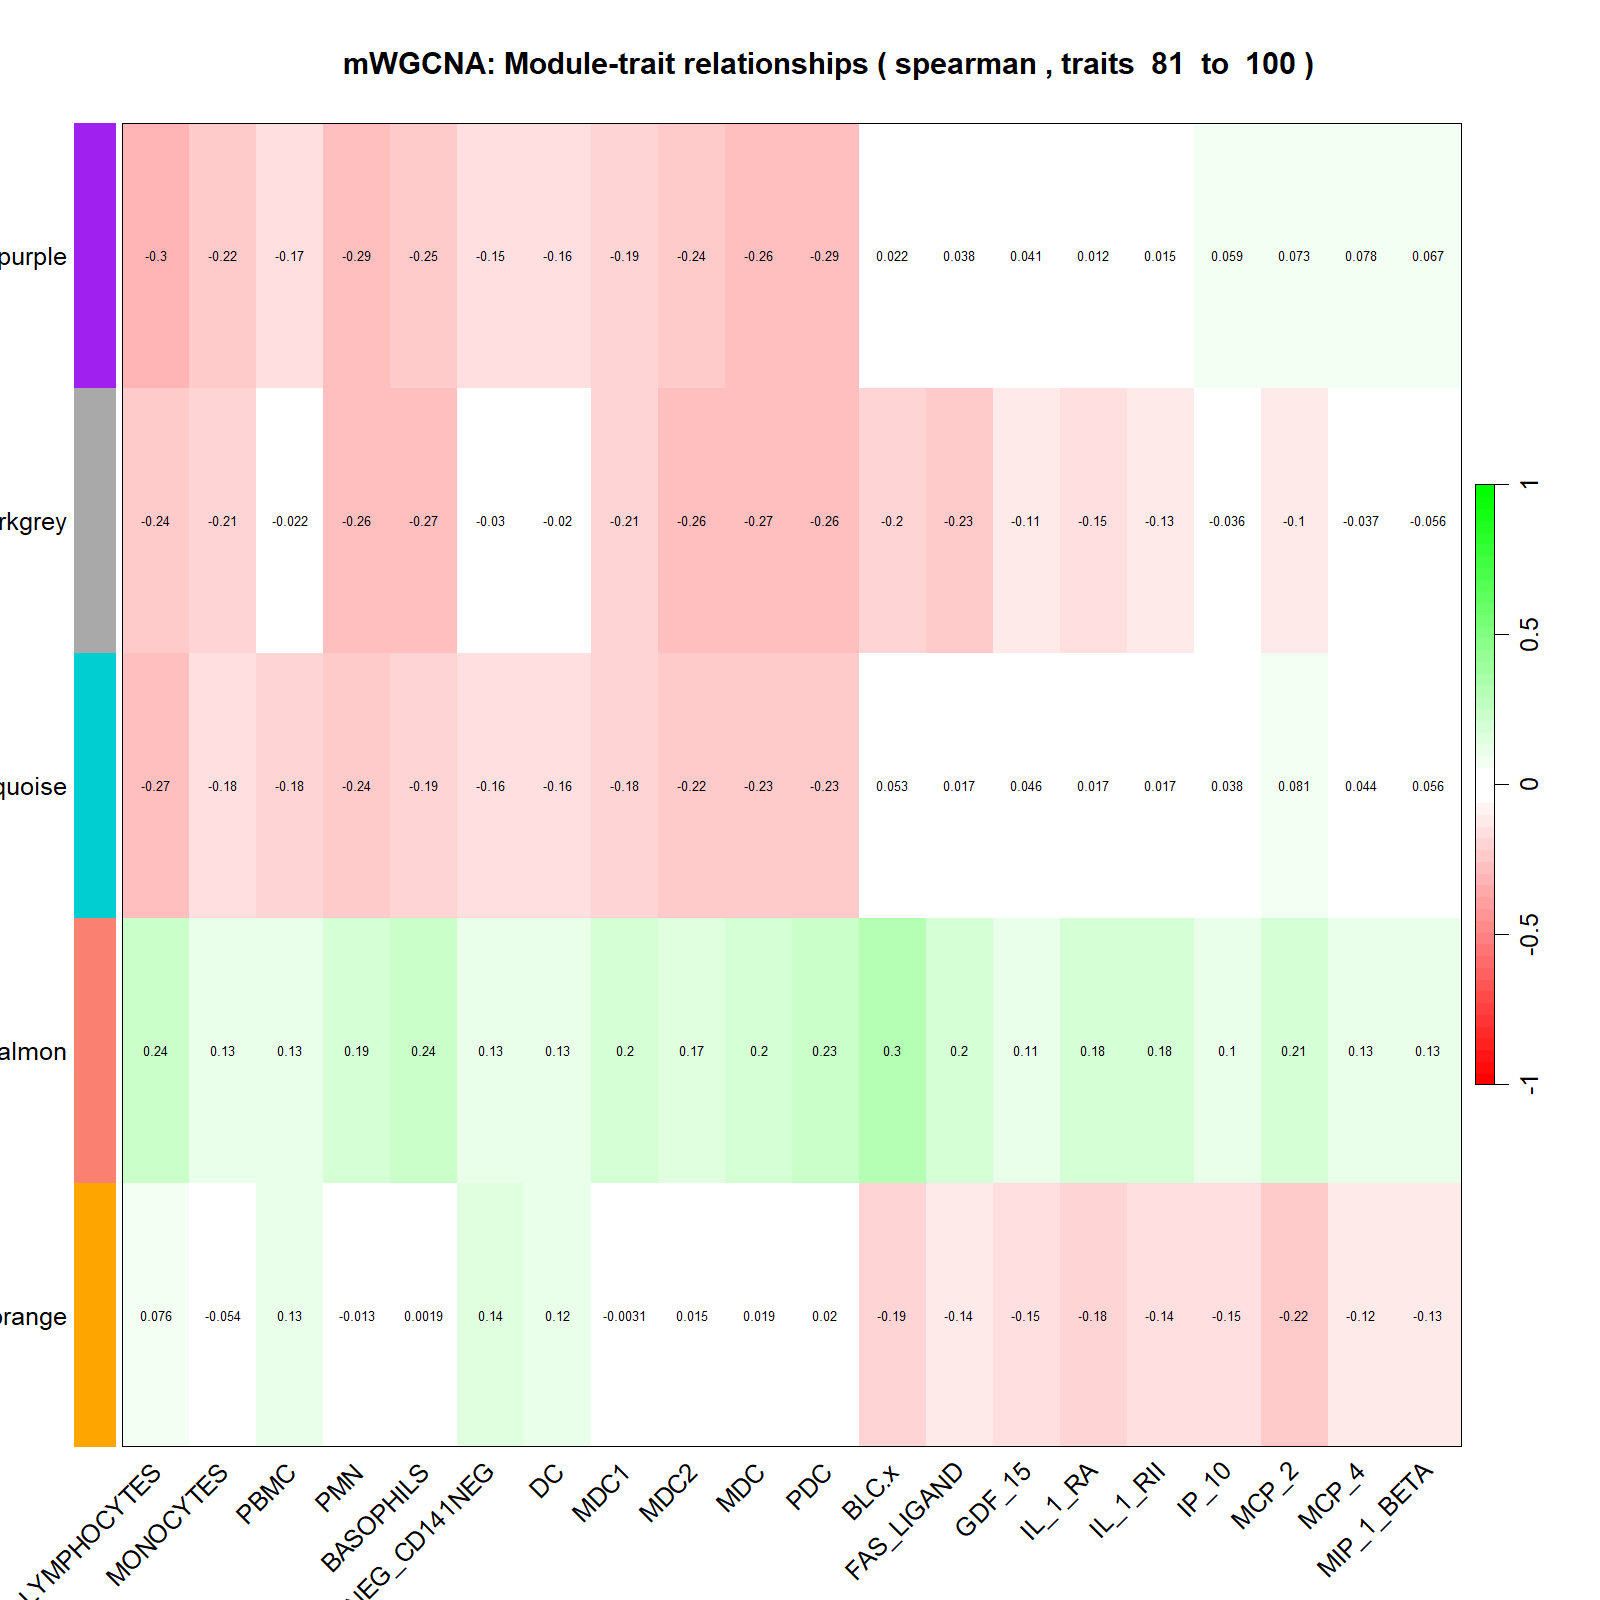 mWGCNA: Module-trait relationships ( spearman , traits 81 to 100 )
purple -0.3 -0.22 -0.17 -0.29 -0.25 -0.15 -0.16 -0.19 -0.24 -0.26 -0.29 0.022 0.038 0.041 0.012 0.015 0.059 0.073 0.078 0.067
rkgrey -0.24 -0.21 -0.022 -0.26 -0.27 -0.03 -0.02 -0.21 -0.26 -0.27 -0.26 -0.2 -0.23 -0.11 -0.15 -0.13 -0.036 -0.1 -0.037 -0.056
quoise -0.27 -0.18 -0.18 -0.24 -0.19 -0.16 -0.16 -0.18 -0.22 -0.23 -0.23 0.053 0.017 0.046 0.017 0.017 0.038 0.081 0.044 0.056
almon 0.24 0.13 0.13 0.19 0.24 0.13 0.13 0.2 0.17 0.2 0.23 0.3 0.2 0.11 0.18 0.18 0.1 0.21 0.13 0.13
orange 0.076 -0.054 0.13 -0.013 0.0019 0.14 0.12 -0.0031 0.015 0.019 0.02 -0.19 -0.14 -0.15 -0.18 -0.14 -0.15 -0.22 -0.12 -0.13
LYMPHOCYTES
MONOCYTES
PBMC
PMN
BASOPHILS
NEG_CD141NEG
DC
MDC1
MDC2
MDC
PDC
BLC.x
FAS_LIGAND
GDF_15
IL_1_RA
IL_1_RII
IP_10
MCP_2
MCP_4
MIP_1_BETA
1
0.5
0
-0.5
-1